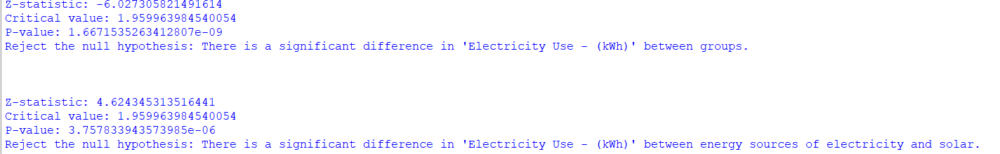 Z-statistic: -6.027305821491614
Critical value: 1.959963984540054
P-value: 1.6671535263412807e-09
Reject the null hypothesis: There is a significant difference in 'Electricity Use - (kWh)' between groups.
Z-statistic: 4.624345313516441
Critical value: 1.959963984540054
P-value: 3.757833943573985e-06
Reject the null hypothesis: There is a significant difference in 'Electricity Use - (kWh)' between energy sources of electricity and solar.